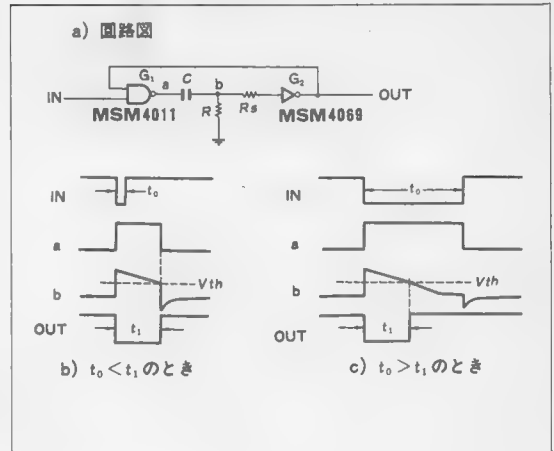 a) 回路図
G₁ a C b G₂
IN R Rs OUT
MSM4011 MSM4069
IN t₀
a
b Vth
OUT t₁
b) t₀<t₁のとき
IN t₀
a
b Vth
OUT t₁
c) t₀>t₁のとき